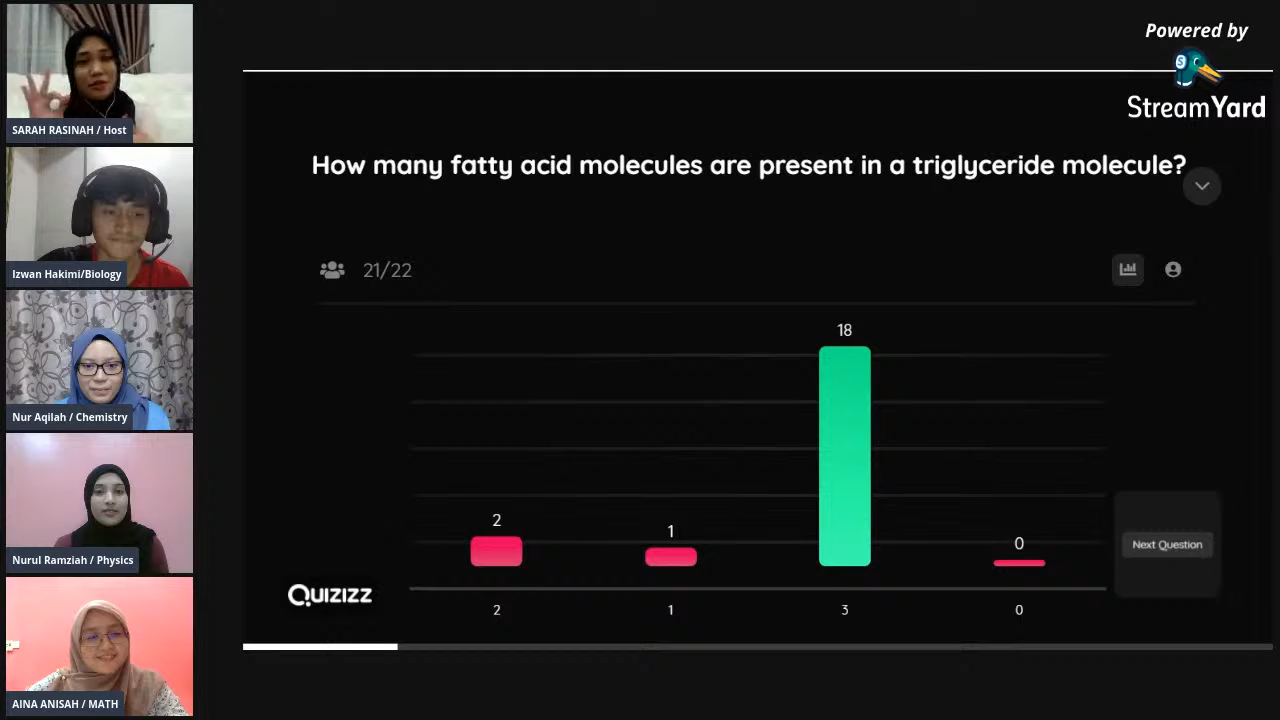 SARAH RASINAH / Host
Izwan Hakimi/Biology
Nur Aqilah / Chemistry
Nurul Ramziah / Physics
AINA ANISAH / MATH
Powered by
StreamYard
How many fatty acid molecules are present in a triglyceride molecule?
21/22
18
2
1
0
Next Question
Quizizz
2
1
3
0